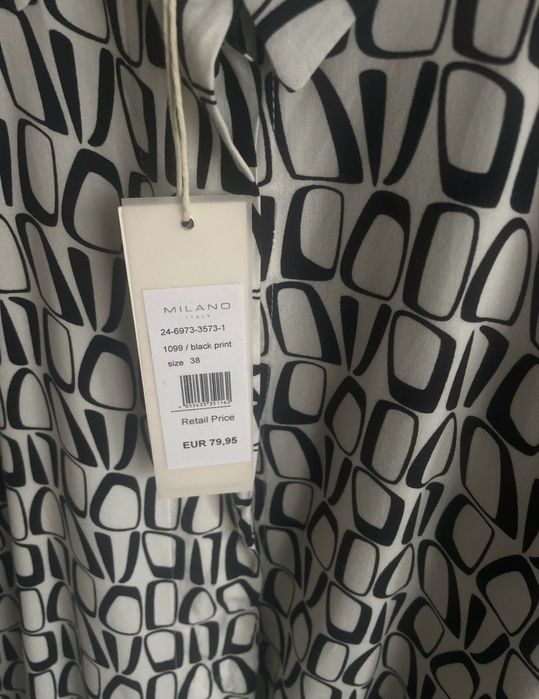 MILANO
ITALY
24-6973-3573-1
1099 / black print
size 38
Retail Price
EUR 79,95